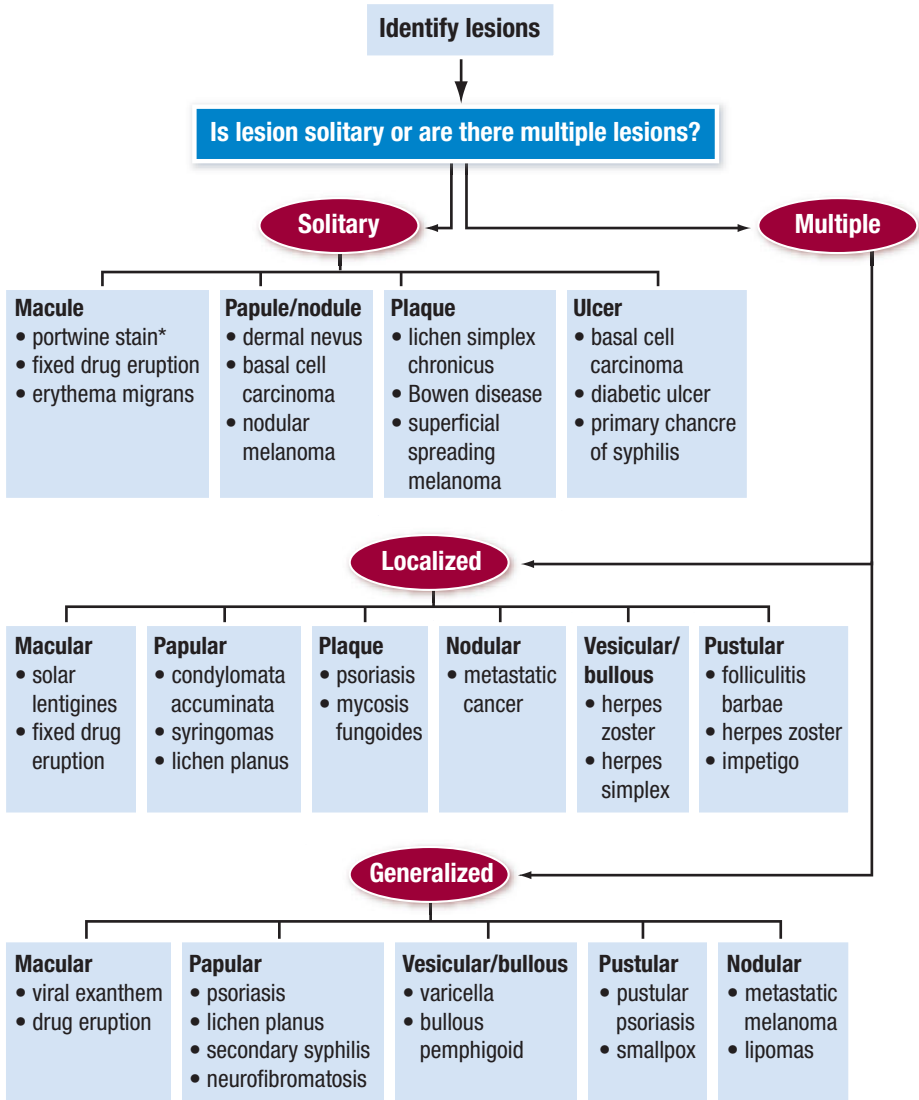 Identify lesions
Is lesion solitary or are there multiple lesions?
Solitary
Multiple
Macule
• portwine stain*
• fixed drug eruption
• erythema migrans
Papule/nodule
• dermal nevus
• basal cell
carcinoma
• nodular
melanoma
Plaque
• lichen simplex
chronicus
• Bowen disease
• superficial
spreading
melanoma
Ulcer
• basal cell
carcinoma
• diabetic ulcer
• primary chancre
of syphilis
Localized
Macular
• solar
lentigines
• fixed drug
eruption
Papular
• condylomata
accuminata
• syringomas
• lichen planus
Plaque
• psoriasis
• mycosis
fungoides
Nodular
• metastatic
cancer
Vesicular/
bullous
• herpes
zoster
• herpes
simplex
Pustular
• folliculitis
barbae
• herpes zoster
• impetigo
Generalized
Macular
• viral exanthem
• drug eruption
Papular
• psoriasis
• lichen planus
• secondary syphilis
• neurofibromatosis
Vesicular/bullous
• varicella
• bullous
pemphigoid
Pustular
• pustular
psoriasis
• smallpox
Nodular
• metastatic
melanoma
• lipomas